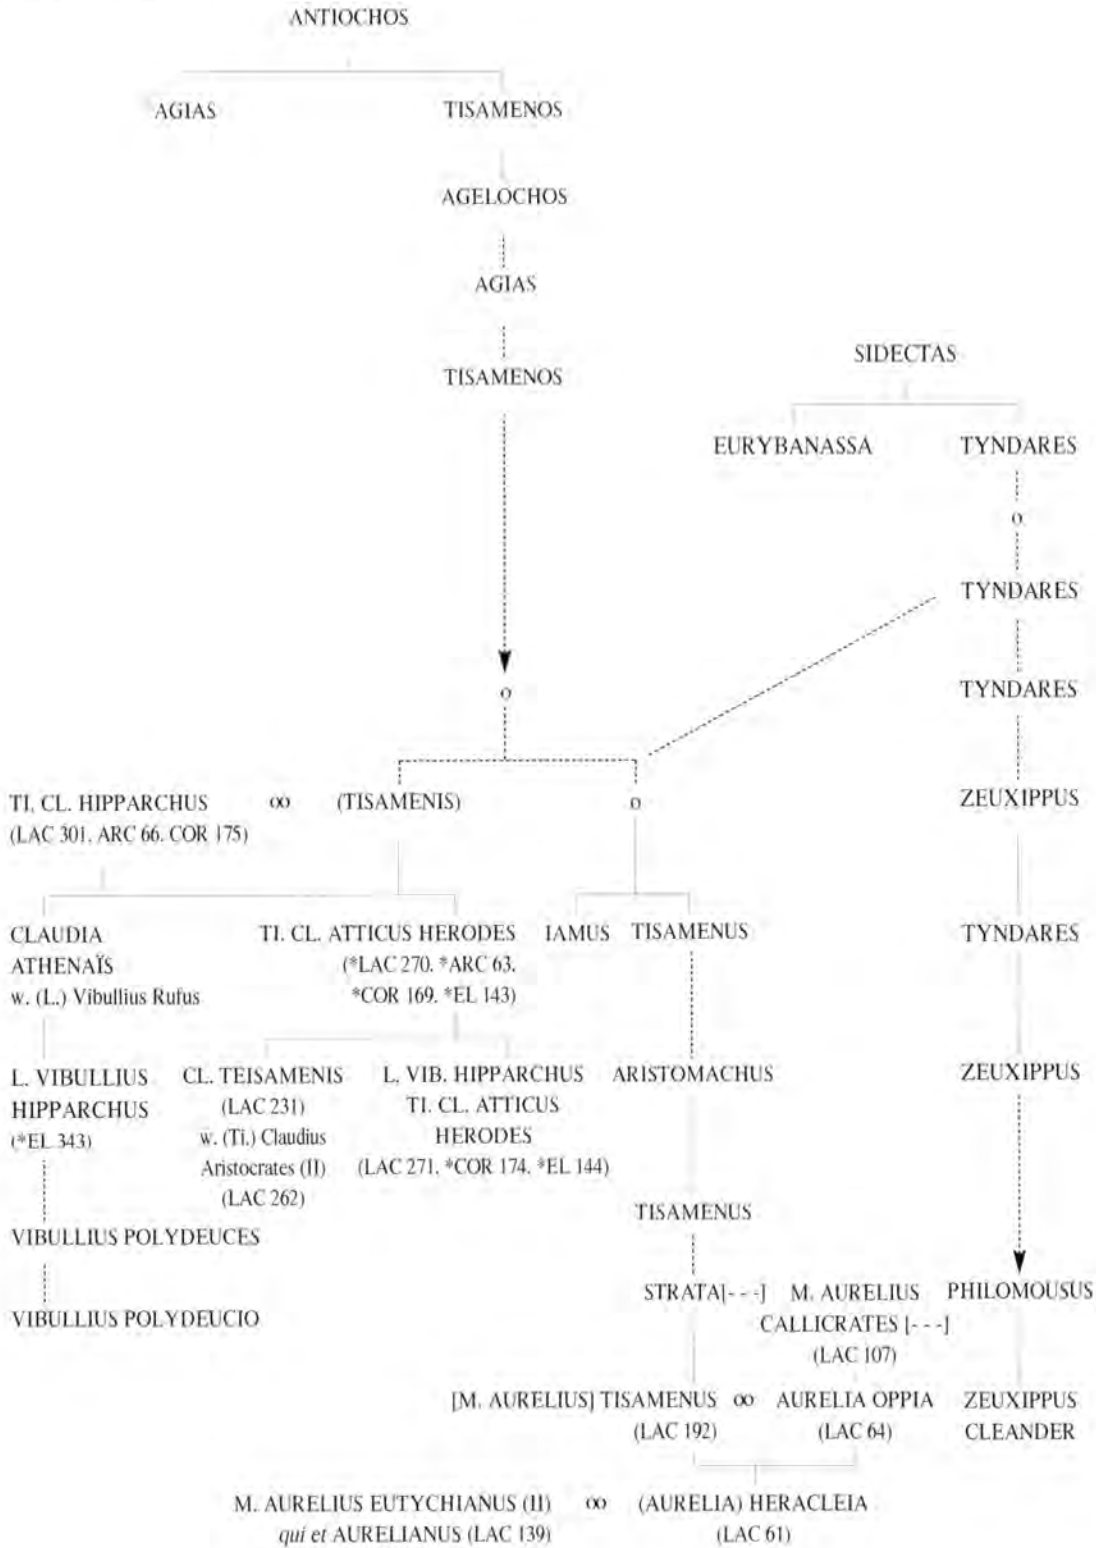 ANTIOCHOS
AGIAS TISAMENOS
AGELOCHOS
AGIAS
SIDECTAS
TISAMENOS
EURYBANASSA TYNDARES
o
TYNDARES
TYNDARES
o
TI. CL. HIPPARCHUS ∞ (TISAMENIS) o ZEUXIPPUS
(LAC 301. ARC 66. COR 175)
CLAUDIA TI. CL. ATTICUS HERODES IAMUS TISAMENUS TYNDARES
ATHENAÏS (*LAC 270. *ARC 63.
w. (L.) Vibullius Rufus *COR 169. *EL 143)
L. VIBULLIUS CL. TEISAMENIS L. VIB. HIPPARCHUS ARISTOMACHUS ZEUXIPPUS
HIPPARCHUS (LAC 231) TI. CL. ATTICUS
(*EL 343) w. (Ti.) Claudius HERODES
Aristocrates (II) (LAC 271. *COR 174. *EL 144)
(LAC 262)
TISAMENUS
VIBULLIUS POLYDEUCES
STRATA[- - -] M. AURELIUS PHILOMOUSUS
VIBULLIUS POLYDEUCIO CALLICRATES [- - -]
(LAC 107)
[M. AURELIUS] TISAMENUS ∞ AURELIA OPPIA ZEUXIPPUS
(LAC 192) (LAC 64) CLEANDER
M. AURELIUS EUTYCHIANUS (II) ∞ (AURELIA) HERACLEIA
qui et AURELIANUS (LAC 139) (LAC 61)